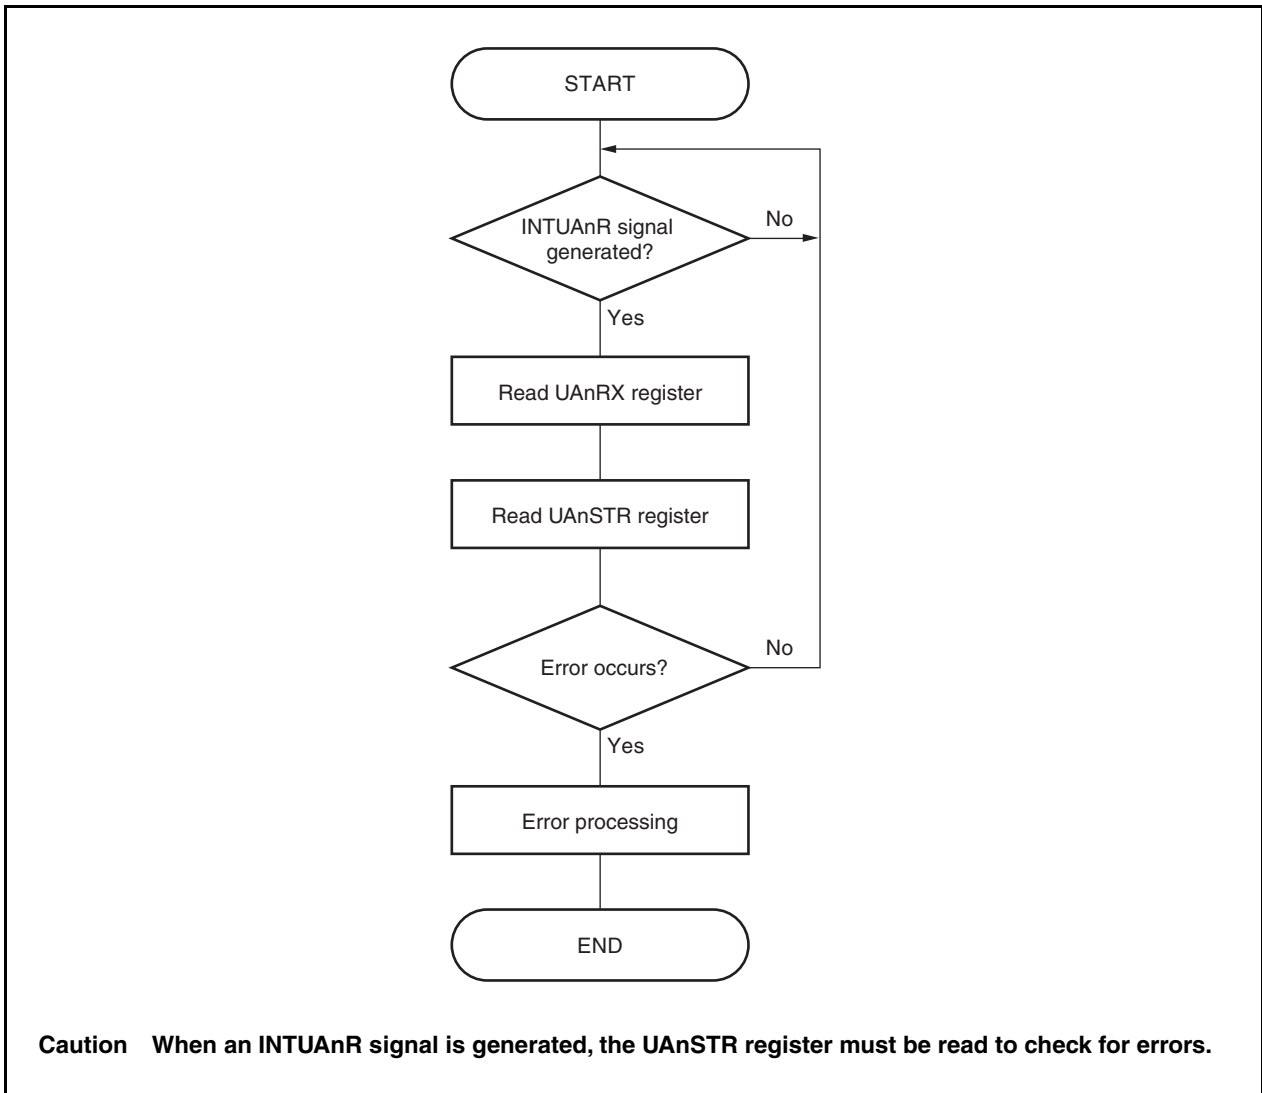 START
INTUAnR signal
generated?
No
Yes
Read UAnRX register
Read UAnSTR register
Error occurs?
No
Yes
Error processing
END
Caution When an INTUAnR signal is generated, the UAnSTR register must be read to check for errors.